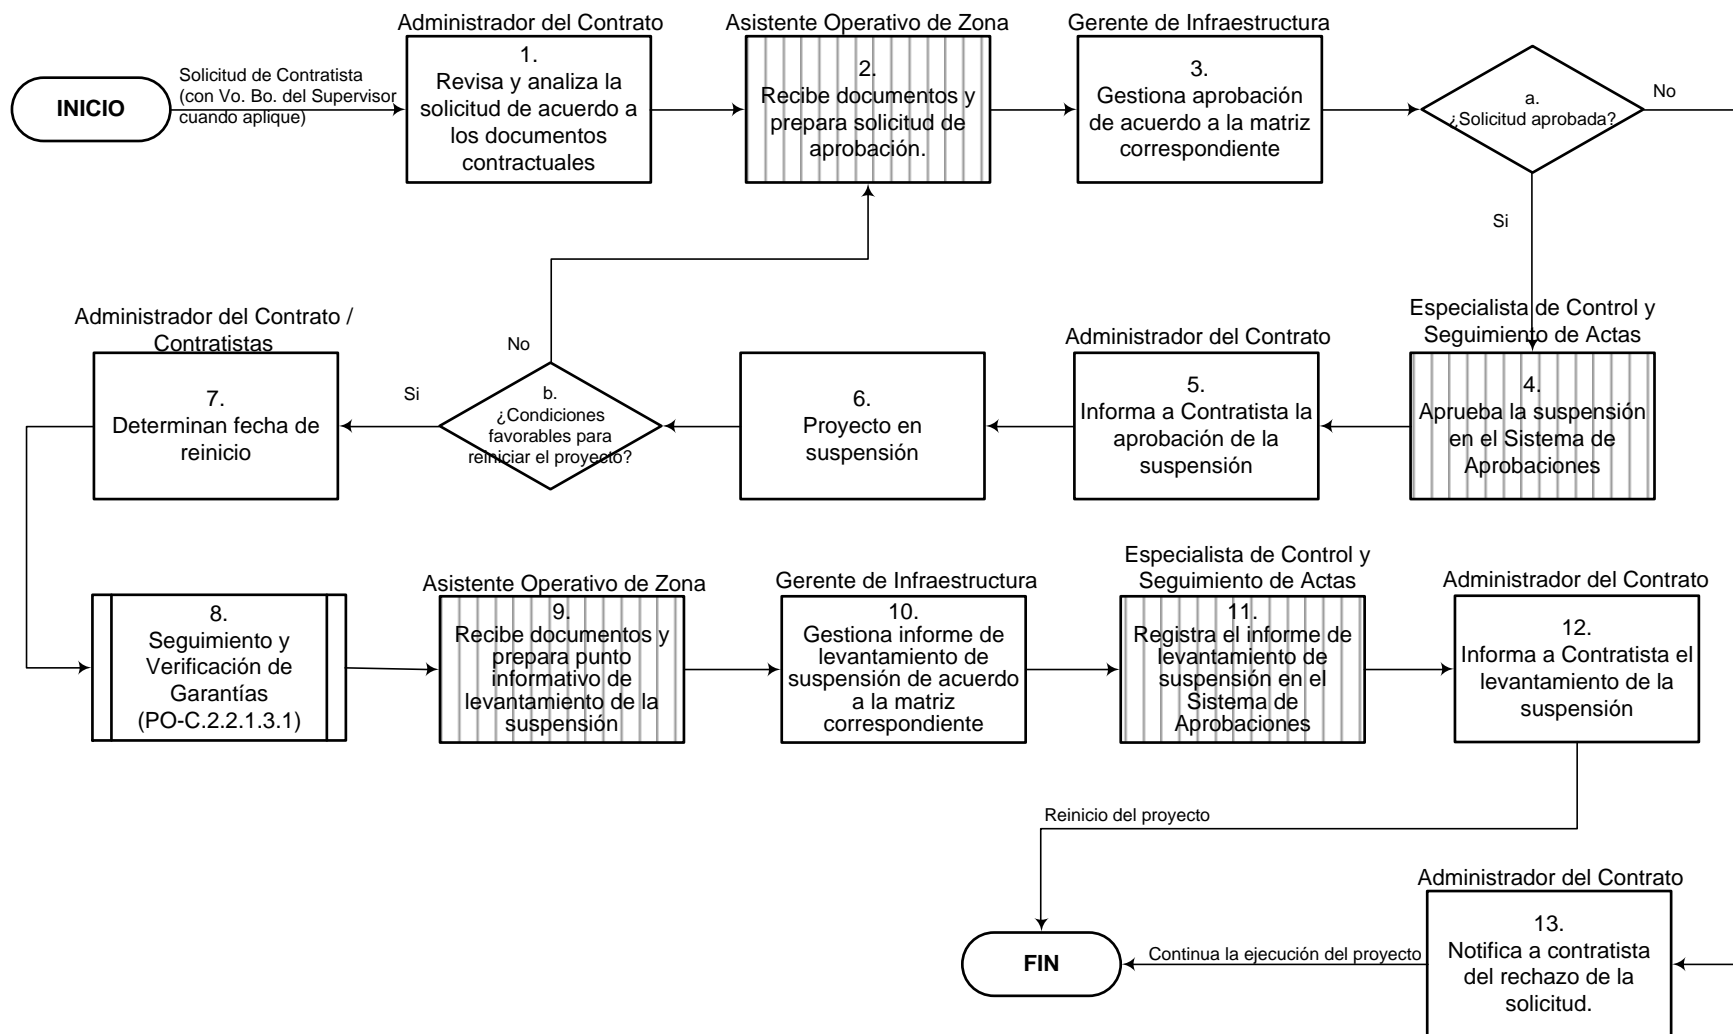 Administrador del Contrato
Asistente Operativo de Zona
Gerente de Infraestructura
INICIO
Solicitud de Contratista
(con Vo. Bo. del Supervisor
cuando aplique)
1.
Revisa y analiza la
solicitud de acuerdo a
los documentos
contractuales
2.
Recibe documentos y
prepara solicitud de
aprobación.
3.
Gestiona aprobación
de acuerdo a la matriz
correspondiente
a.
¿Solicitud aprobada?
No
Si
Administrador del Contrato /
Contratistas
7.
Determinan fecha de
reinicio
Si
No
b.
¿Condiciones
favorables para
reiniciar el proyecto?
6.
Proyecto en
suspensión
Administrador del Contrato
5.
Informa a Contratista la
aprobación de la
suspensión
Especialista de Control y
Seguimiento de Actas
4.
Aprueba la suspensión
en el Sistema de
Aprobaciones
8.
Seguimiento y
Verificación de
Garantías
(PO-C.2.2.1.3.1)
Asistente Operativo de Zona
9.
Recibe documentos y
prepara punto
informativo de
levantamiento de la
suspensión
Gerente de Infraestructura
10.
Gestiona informe de
levantamiento de
suspensión de acuerdo
a la matriz
correspondiente
Especialista de Control y
Seguimiento de Actas
11.
Registra el informe de
levantamiento de
suspensión en el
Sistema de
Aprobaciones
Administrador del Contrato
12.
Informa a Contratista el
levantamiento de la
suspensión
Reinicio del proyecto
Administrador del Contrato
13.
Notifica a contratista
del rechazo de la
solicitud.
Continua la ejecución del proyecto
FIN